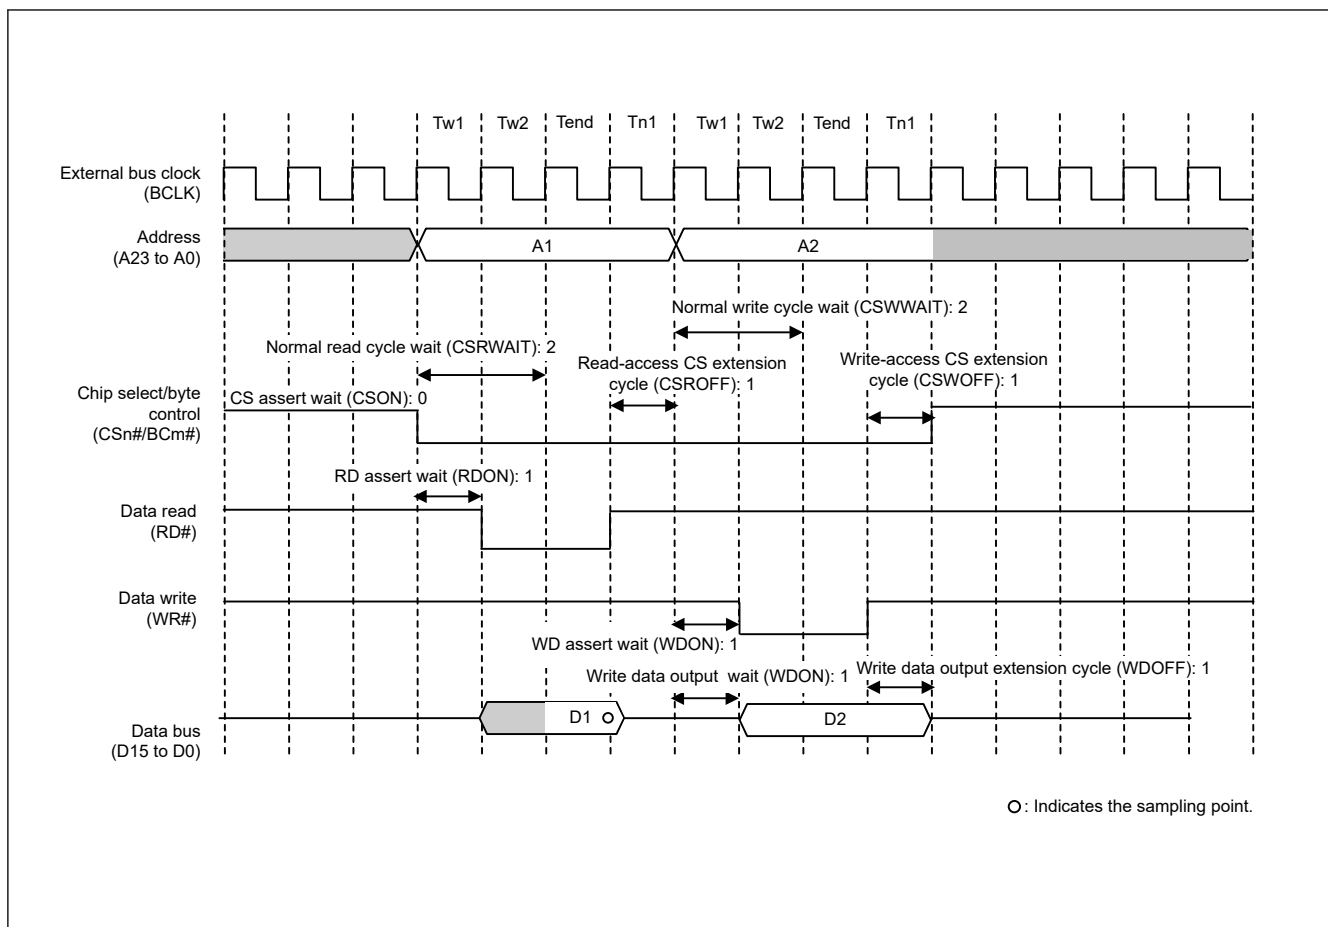 Tw1 Tw2 Tend Tn1 Tw1 Tw2 Tend Tn1
External bus clock
(BCLK)
Address
(A23 to A0)
A1
A2
Normal write cycle wait (CSWWAIT): 2
Normal read cycle wait (CSRWAIT): 2
Read-access CS extension
cycle (CSROFF): 1
Write-access CS extension
cycle (CSWOFF): 1
Chip select/byte
control
(CSn#/BCm#)
CS assert wait (CSON): 0
RD assert wait (RDON): 1
Data read
(RD#)
Data write
(WR#)
WD assert wait (WDON): 1
Write data output wait (WDON): 1
Write data output extension cycle (WDOFF): 1
Data bus
(D15 to D0)
D1
D2
: Indicates the sampling point.